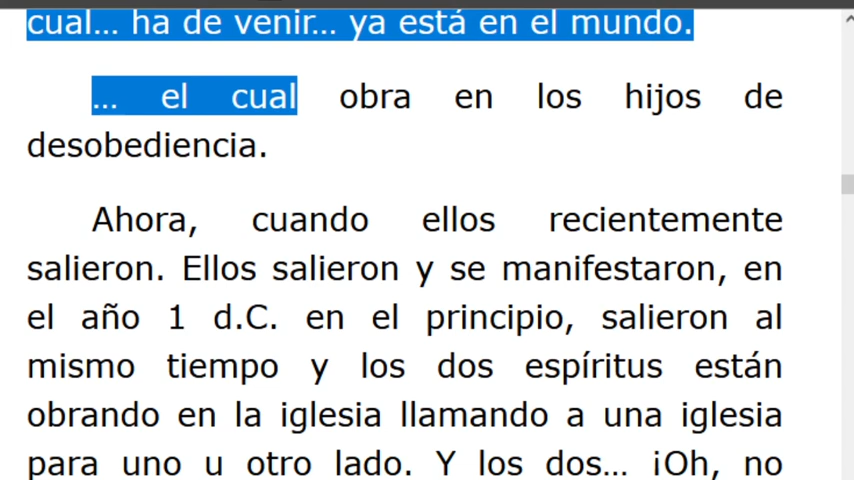 cual... ha de venir... ya está en el mundo.
... el cual obra en los hijos de
desobediencia.
Ahora, cuando ellos recientemente
salieron. Ellos salieron y se manifestaron, en
el año 1 d.C. en el principio, salieron al
mismo tiempo y los dos espíritus están
obrando en la iglesia llamando a una iglesia
para uno u otro lado. Y los dos... ¡Oh, no